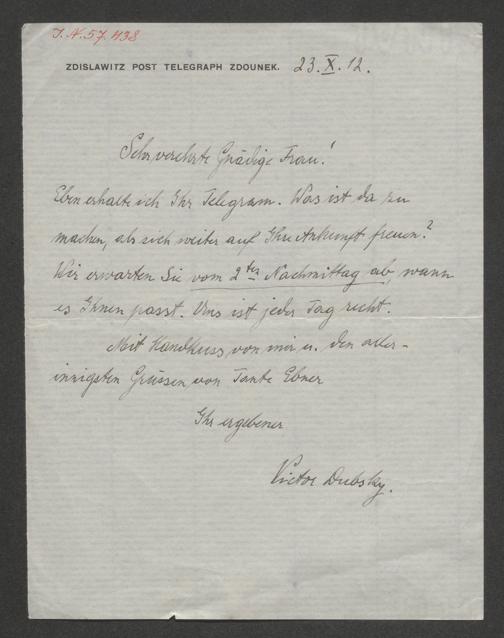 J. N. 57.438
ZDISLAWITZ POST TELEGRAPH ZDOUNEK. 23.X.12.
Sehr verehrte Gnädige Frau!
Eben erhalte ich Ihr Telegram. Was ist da zu
machen, als sich weiter auf Ihre Ankunft freuen?
Wir erwarten Sie vom 2ten Nachmittag ab, wann
es Ihnen passt. Uns ist jeder Tag recht.
Mit Handkuss von mir u. den aller-
innigsten Grüssen von Tante Ebner
Ihr ergebener
Victor Dubsky.